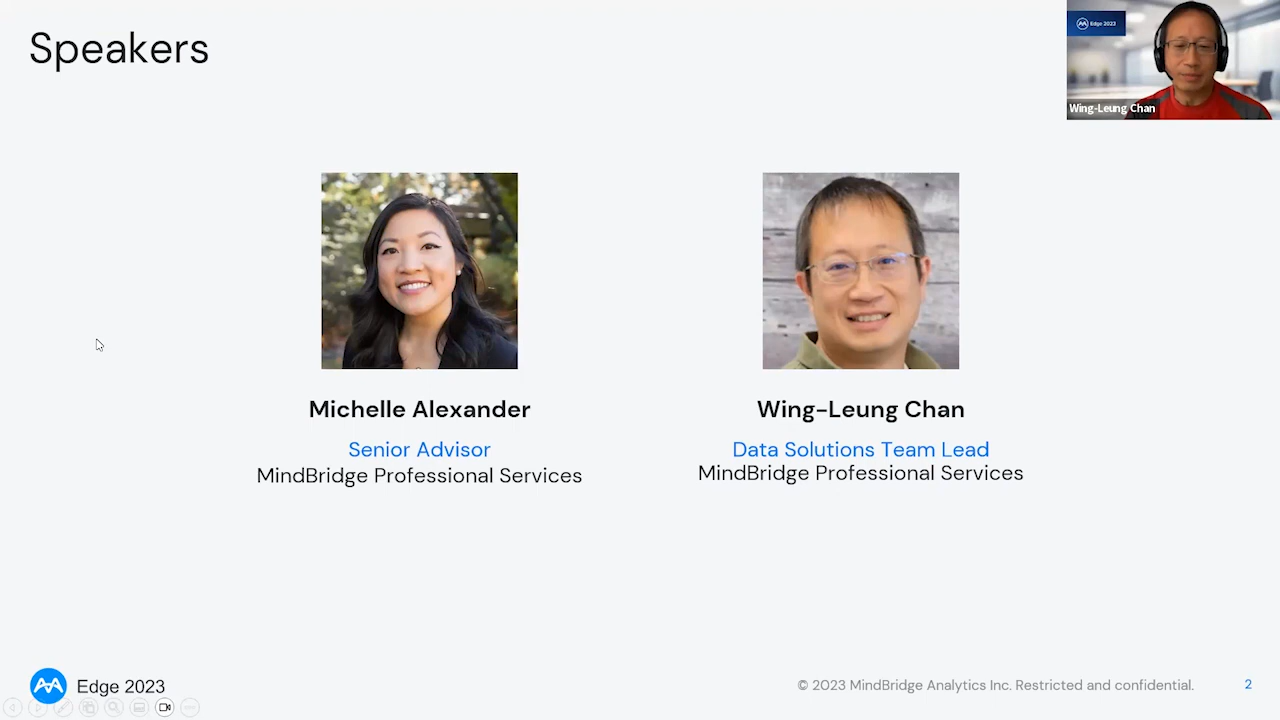 Speakers
Edge 2023
Wing-Leung Chan
Michelle Alexander
Senior Advisor
MindBridge Professional Services
Wing-Leung Chan
Data Solutions Team Lead
MindBridge Professional Services
Edge 2023
© 2023 MindBridge Analytics Inc. Restricted and confidential.
2